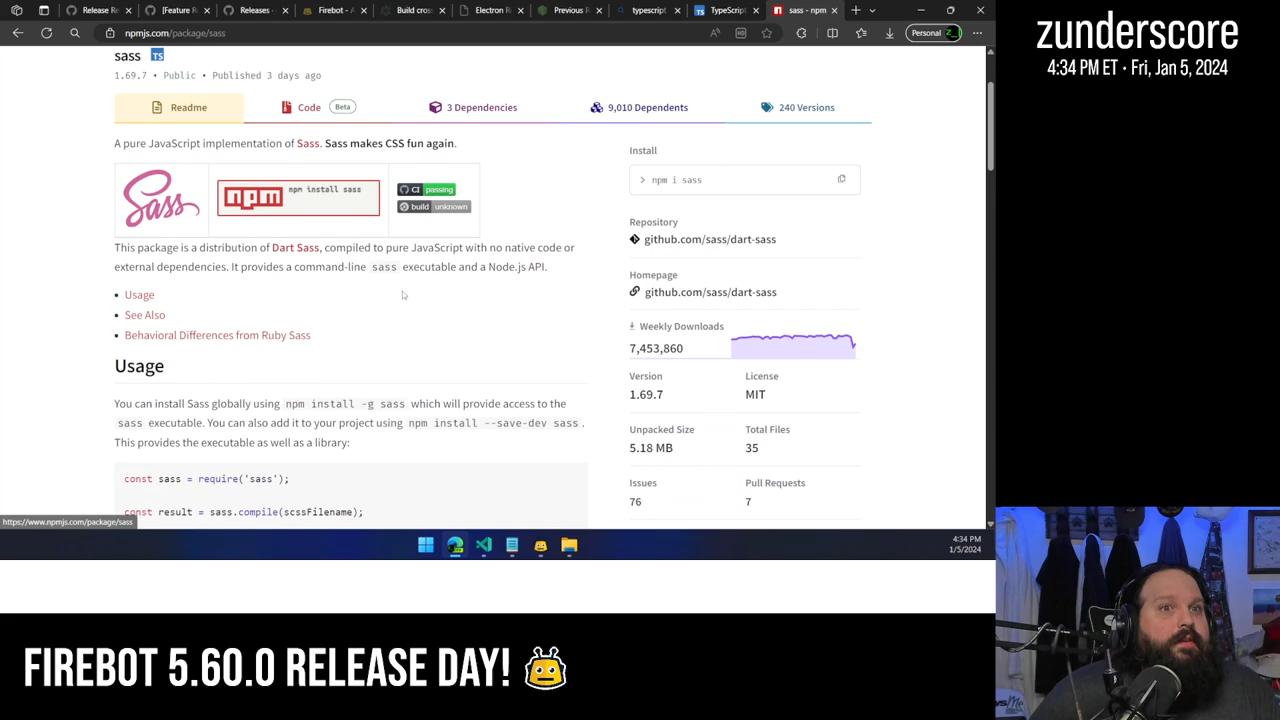 Release Re
[Feature R
Releases -
Firebot - A
Build cros
Electron R
Previous R
typescript
TypeScript
sass - npm
npmjs.com/package/sass
Personal
sass TS
1.69.7 • Public • Published 3 days ago
Readme
Code Beta
3 Dependencies
9,010 Dependents
240 Versions
A pure JavaScript implementation of Sass. Sass makes CSS fun again.
Sass
npm
npm install sass
CI passing
build unknown
This package is a distribution of Dart Sass, compiled to pure JavaScript with no native code or
external dependencies. It provides a command-line sass executable and a Node.js API.
• Usage
• See Also
• Behavioral Differences from Ruby Sass
Usage
You can install Sass globally using npm install -g sass which will provide access to the
sass executable. You can also add it to your project using npm install --save-dev sass.
This provides the executable as well as a library:
const sass = require('sass');
const result = sass.compile(scssFilename);
https://www.npmjs.com/package/sass
Install
> npm i sass
Repository
github.com/sass/dart-sass
Homepage
github.com/sass/dart-sass
Weekly Downloads
7,453,860
Version
License
1.69.7
MIT
Unpacked Size
Total Files
5.18 MB
35
Issues
Pull Requests
76
7
4:34 PM
1/5/2024
zunderscore
4:34 PM ET • Fri, Jan 5, 2024
FIREBOT 5.60.0 RELEASE DAY!